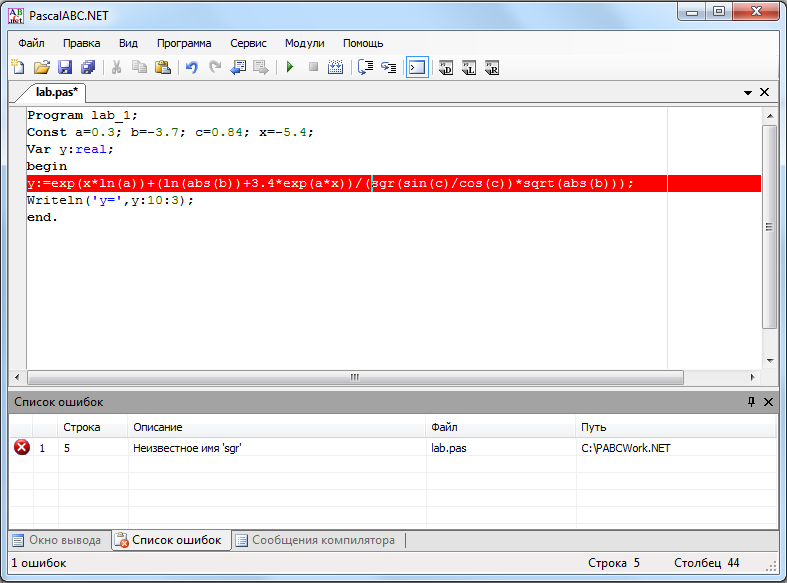 PascalABC.NET
Файл Правка Вид Программа Сервис Модули Помощь
lab.pas*
Program lab_1;
Const a=0.3; b=-3.7; c=0.84; x=-5.4;
Var y:real;
begin
y:=exp(x*ln(a))+(ln(abs(b))+3.4*exp(a*x))/(sgr(sin(c)/cos(c))*sqrt(abs(b)));
Writeln('y=',y:10:3);
end.
Список ошибок
Строка Описание Файл Путь
1 5 Неизвестное имя 'sgr' lab.pas C:\PABCWork.NET
Окно вывода Список ошибок Сообщения компилятора
1 ошибок Строка 5 Столбец 44